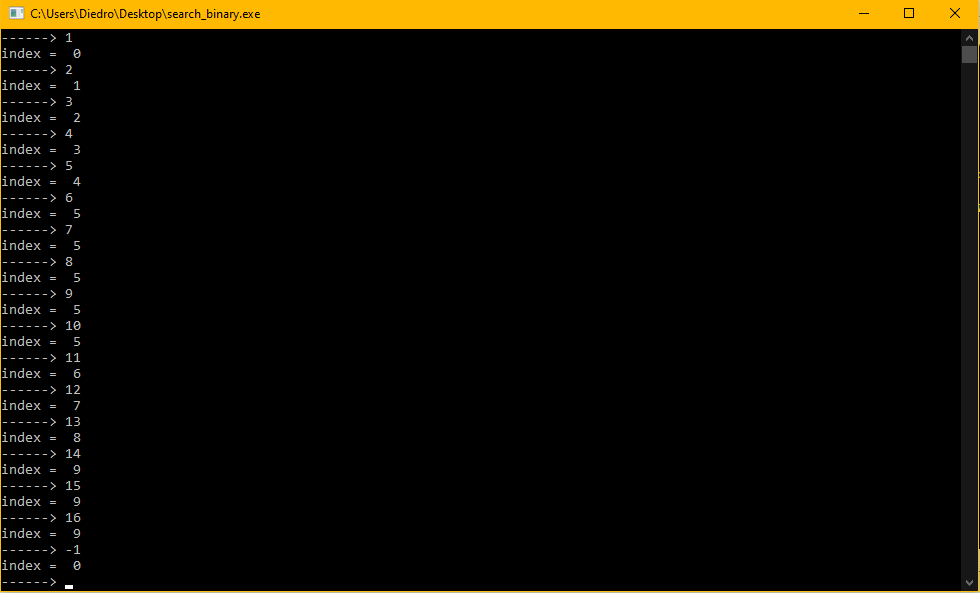 C:\Users\Diedro\Desktop\search_binary.exe
------> 1
index =  0
------> 2
index =  1
------> 3
index =  2
------> 4
index =  3
------> 5
index =  4
------> 6
index =  5
------> 7
index =  5
------> 8
index =  5
------> 9
index =  5
------> 10
index =  5
------> 11
index =  6
------> 12
index =  7
------> 13
index =  8
------> 14
index =  9
------> 15
index =  9
------> 16
index =  9
------> -1
index =  0
------>